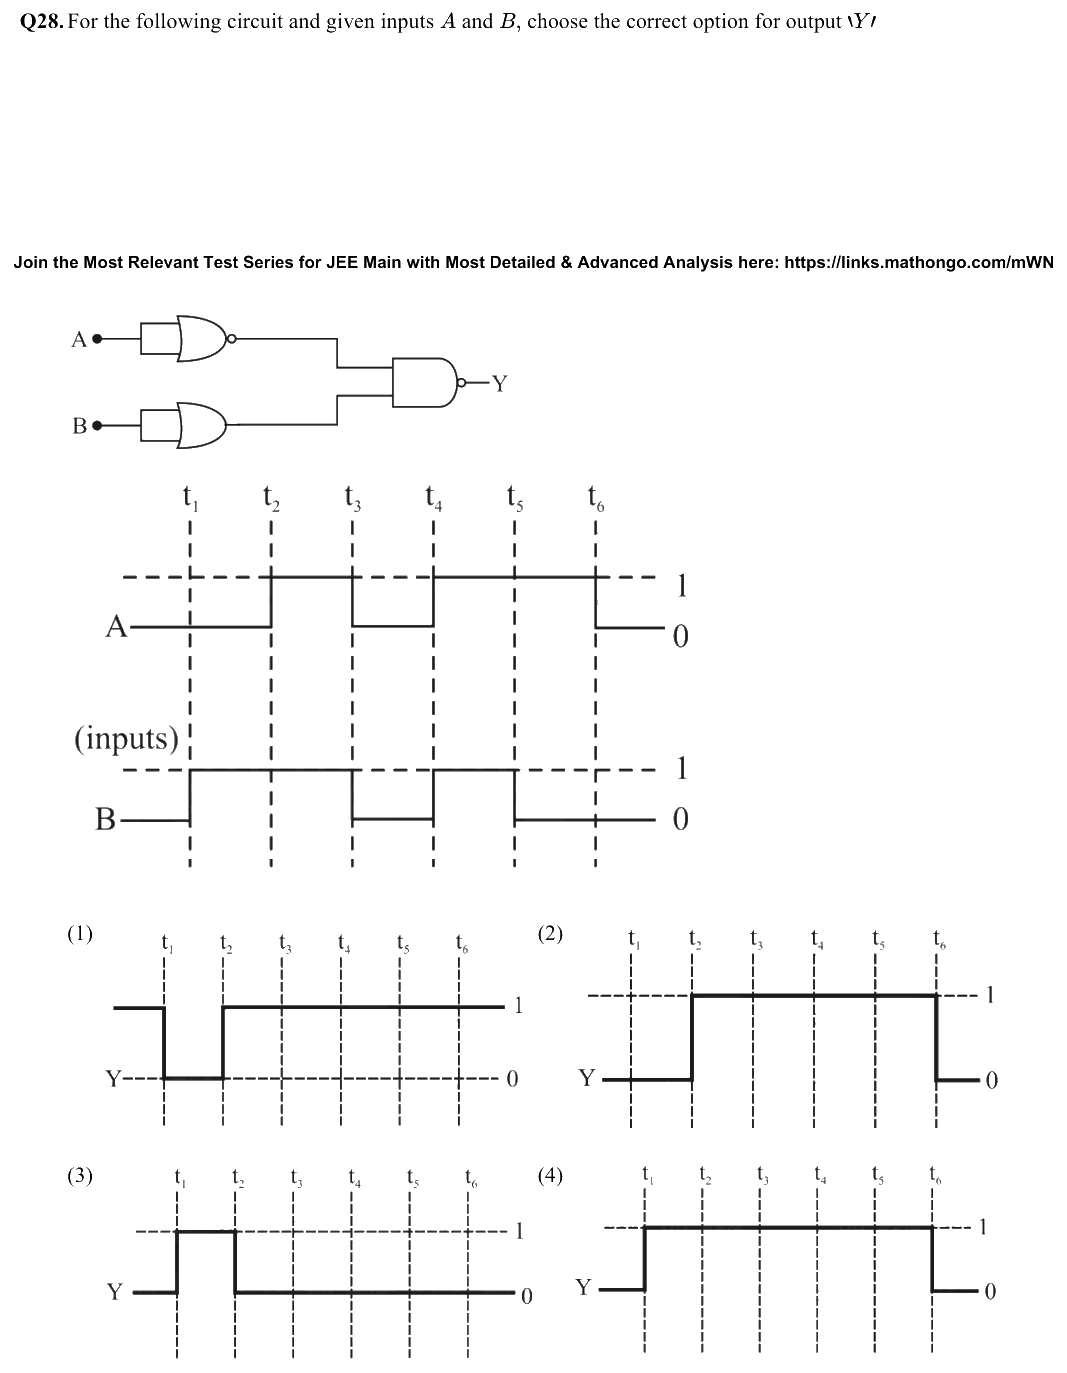 Q28. For the following circuit and given inputs A and B, choose the correct option for output \Y/
Join the Most Relevant Test Series for JEE Main with Most Detailed & Advanced Analysis here: https://links.mathongo.com/mWN
A
Y
B
t₁ t₂ t₃ t₄ t₅ t₆
1
A
0
(inputs)
1
B
0
(1) t₁ t₂ t₃ t₄ t₅ t₆
1
Y
0
(2) t₁ t₂ t₃ t₄ t₅ t₆
1
Y
0
(3) t₁ t₂ t₃ t₄ t₅ t₆
1
Y
0
(4) t₁ t₂ t₃ t₄ t₅ t₆
1
Y
0